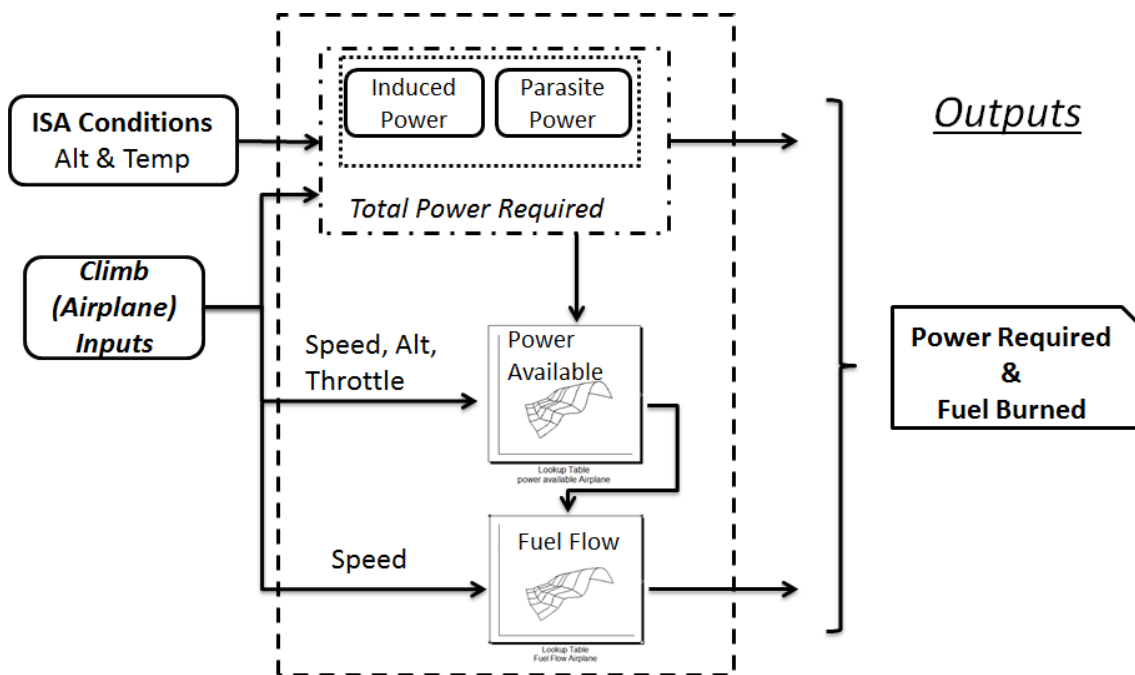 ISA Conditions
Alt & Temp
Climb
(Airplane)
Inputs
Induced
Power
Parasite
Power
Total Power Required
Speed, Alt,
Throttle
Power
Available
Lookup Table
power available Airplane
Speed
Fuel Flow
Lookup Table
Fuel Flow Airplane
Outputs
Power Required
&
Fuel Burned